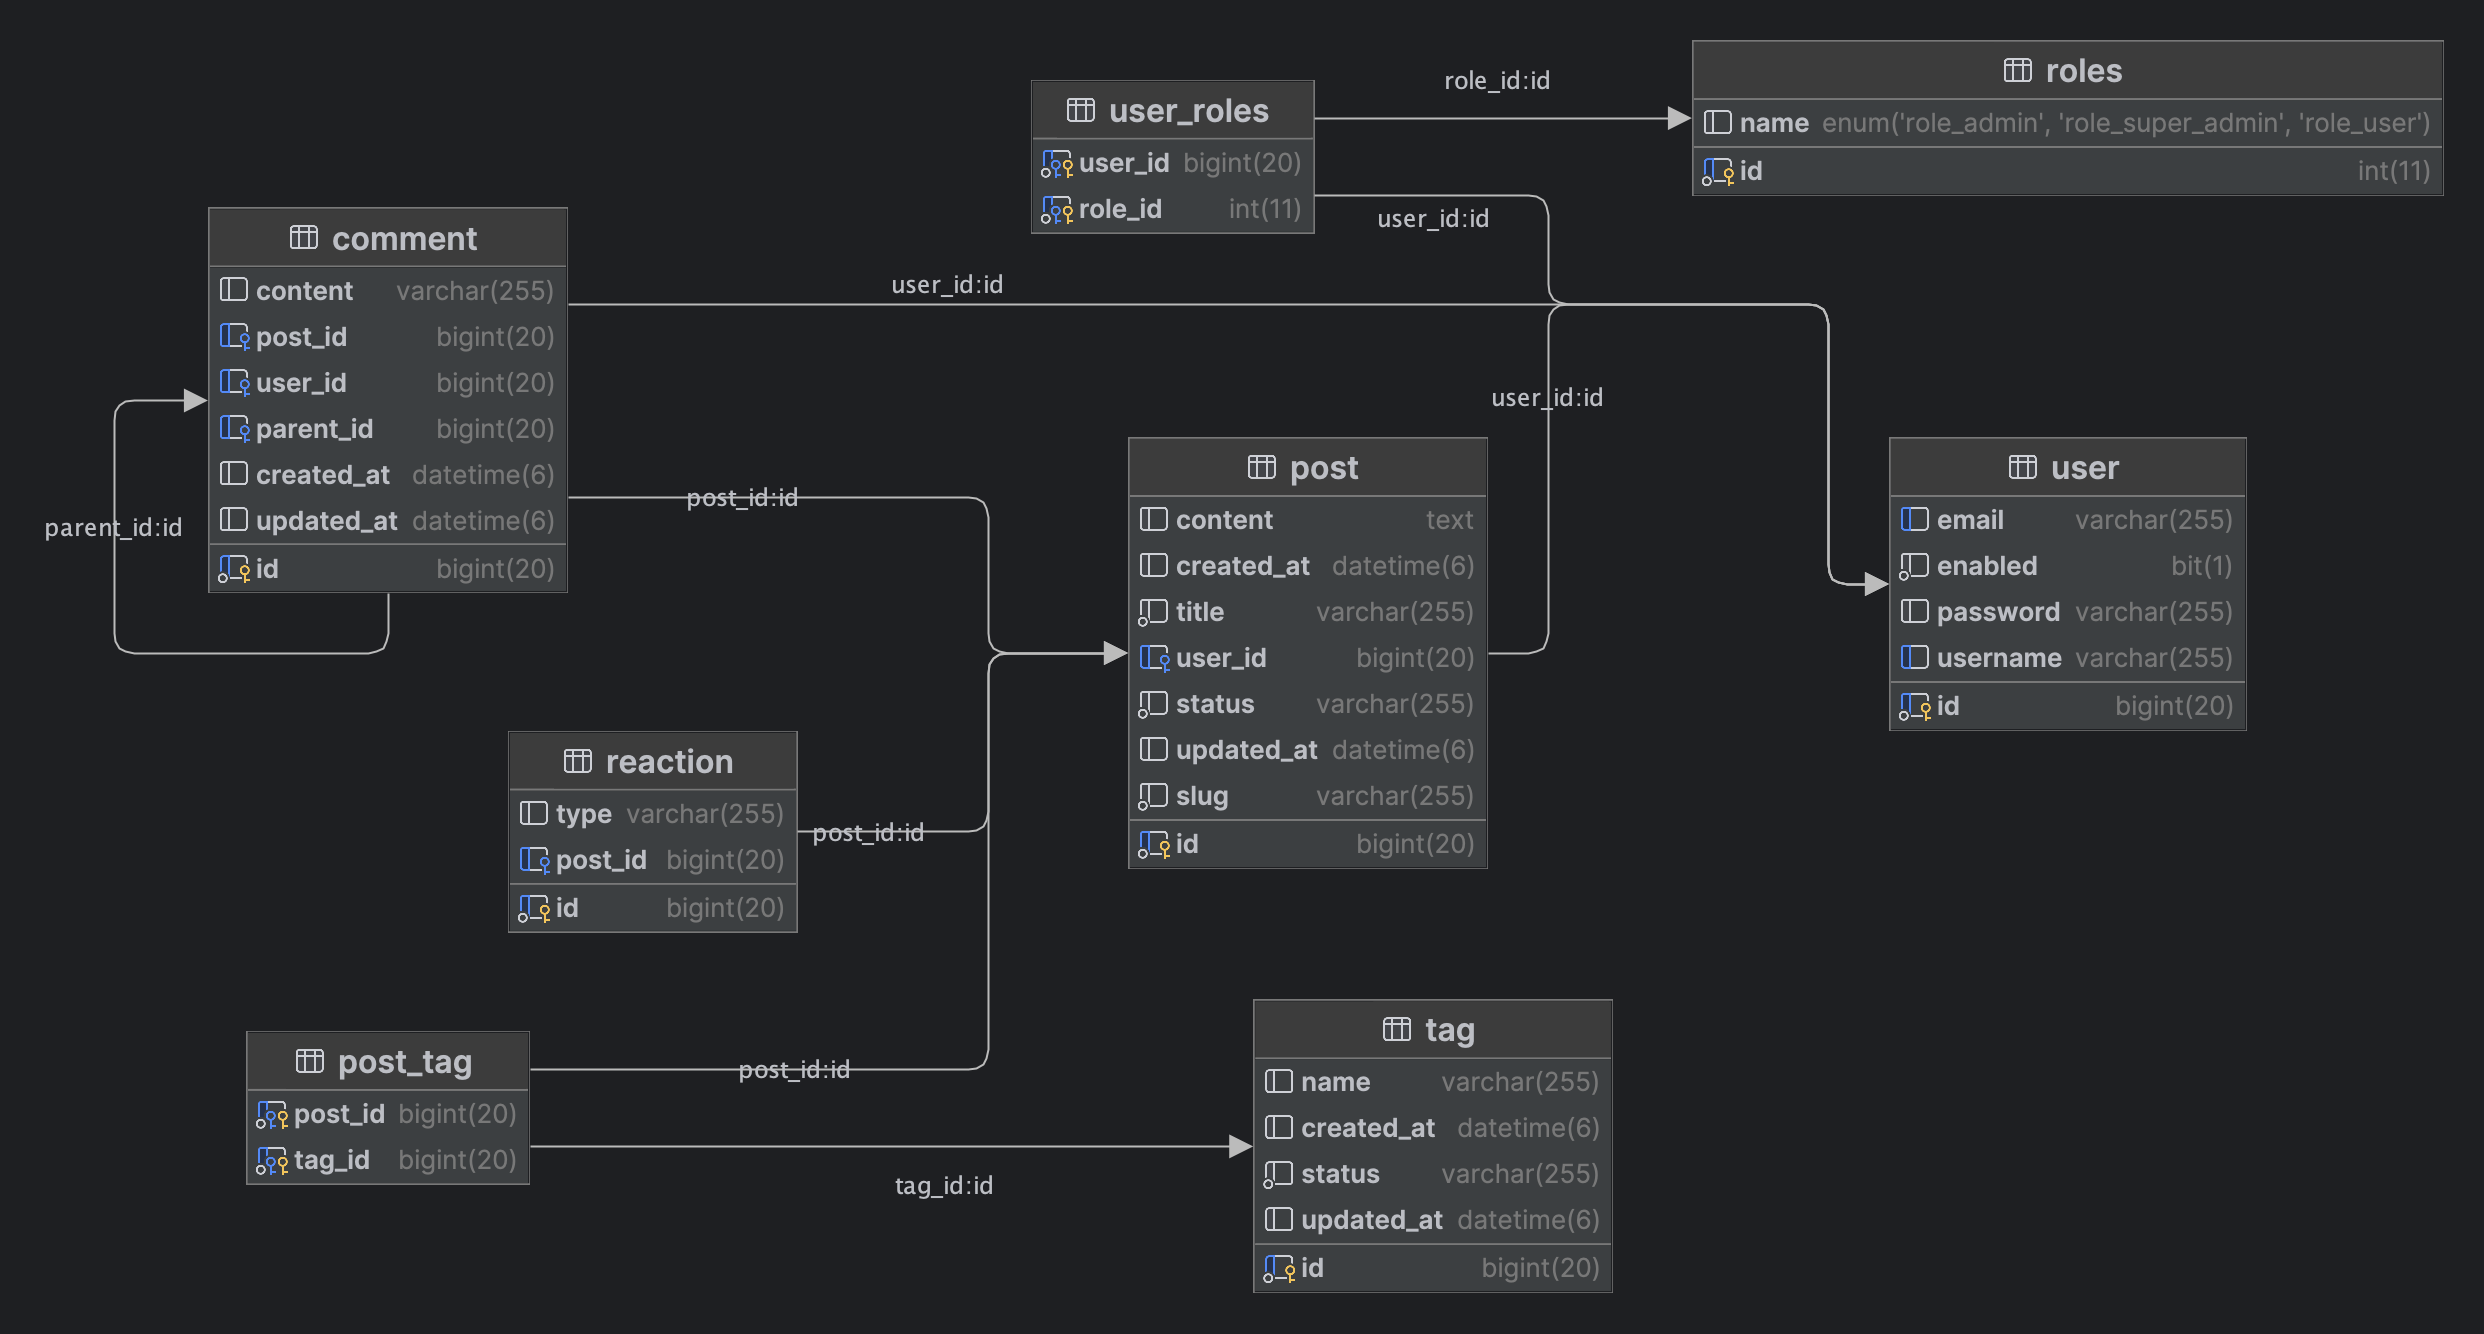 roles
name enum('role_admin', 'role_super_admin', 'role_user')
id int(11)
role_id:id
user_roles
user_id bigint(20)
role_id int(11)
user_id:id
comment
content varchar(255)
post_id bigint(20)
user_id bigint(20)
parent_id bigint(20)
created_at datetime(6)
updated_at datetime(6)
id bigint(20)
user_id:id
parent_id:id
post_id:id
user_id:id
post
content text
created_at datetime(6)
title varchar(255)
user_id bigint(20)
status varchar(255)
updated_at datetime(6)
slug varchar(255)
id bigint(20)
user
email varchar(255)
enabled bit(1)
password varchar(255)
username varchar(255)
id bigint(20)
reaction
type varchar(255)
post_id bigint(20)
id bigint(20)
post_id:id
post_tag
post_id bigint(20)
tag_id bigint(20)
post_id:id
tag_id:id
tag
name varchar(255)
created_at datetime(6)
status varchar(255)
updated_at datetime(6)
id bigint(20)